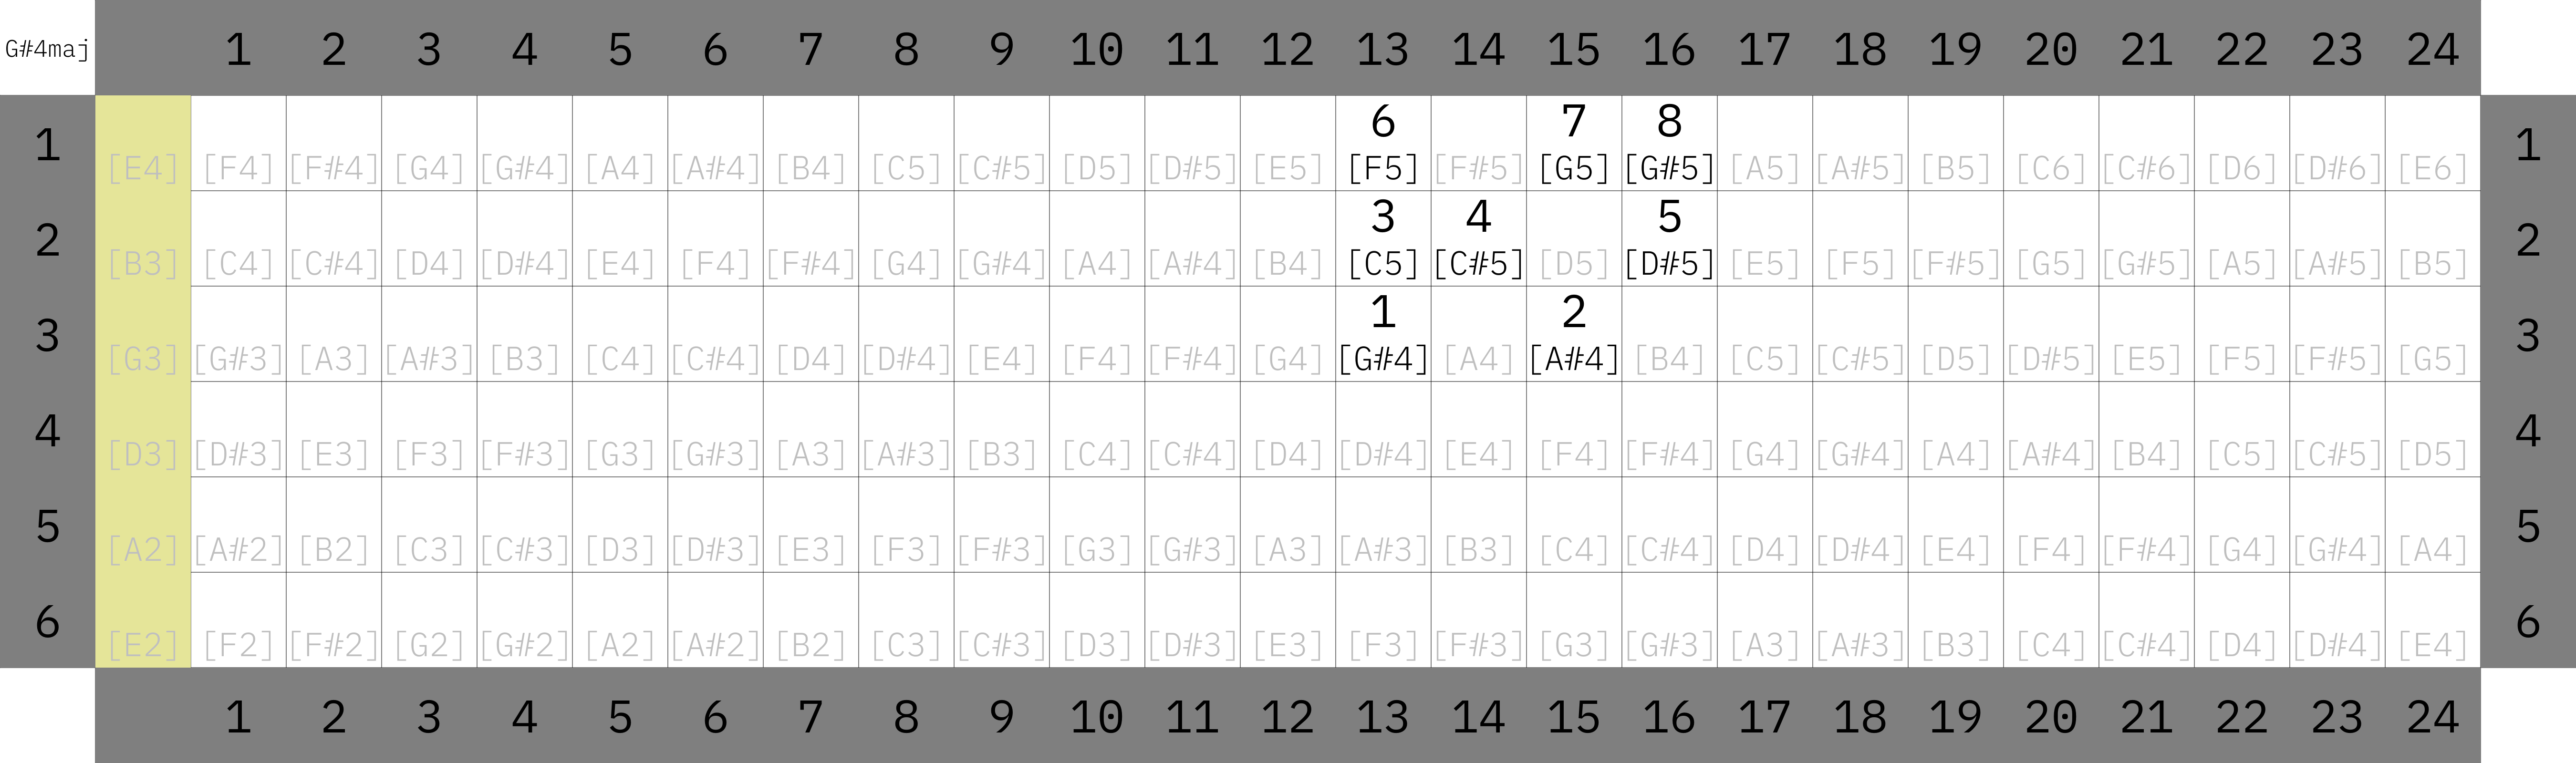 G#4maj 1 2 3 4 5 6 7 8 9 10 11 12 13 14 15 16 17 18 19 20 21 22 23 24
6 7 8
1 [E4] [F4] [F#4] [G4] [G#4] [A4] [A#4] [B4] [C5] [C#5] [D5] [D#5] [E5] [F5] [F#5] [G5] [G#5] [A5] [A#5] [B5] [C6] [C#6] [D6] [D#6] [E6] 1
3 4 5
2 [B3] [C4] [C#4] [D4] [D#4] [E4] [F4] [F#4] [G4] [G#4] [A4] [A#4] [B4] [C5] [C#5] [D5] [D#5] [E5] [F5] [F#5] [G5] [G#5] [A5] [A#5] [B5] 2
1 2
3 [G3] [G#3] [A3] [A#3] [B3] [C4] [C#4] [D4] [D#4] [E4] [F4] [F#4] [G4] [G#4] [A4] [A#4] [B4] [C5] [C#5] [D5] [D#5] [E5] [F5] [F#5] [G5] 3
4 [D3] [D#3] [E3] [F3] [F#3] [G3] [G#3] [A3] [A#3] [B3] [C4] [C#4] [D4] [D#4] [E4] [F4] [F#4] [G4] [G#4] [A4] [A#4] [B4] [C5] [C#5] [D5] 4
5 [A2] [A#2] [B2] [C3] [C#3] [D3] [D#3] [E3] [F3] [F#3] [G3] [G#3] [A3] [A#3] [B3] [C4] [C#4] [D4] [D#4] [E4] [F4] [F#4] [G4] [G#4] [A4] 5
6 [E2] [F2] [F#2] [G2] [G#2] [A2] [A#2] [B2] [C3] [C#3] [D3] [D#3] [E3] [F3] [F#3] [G3] [G#3] [A3] [A#3] [B3] [C4] [C#4] [D4] [D#4] [E4] 6
1 2 3 4 5 6 7 8 9 10 11 12 13 14 15 16 17 18 19 20 21 22 23 24